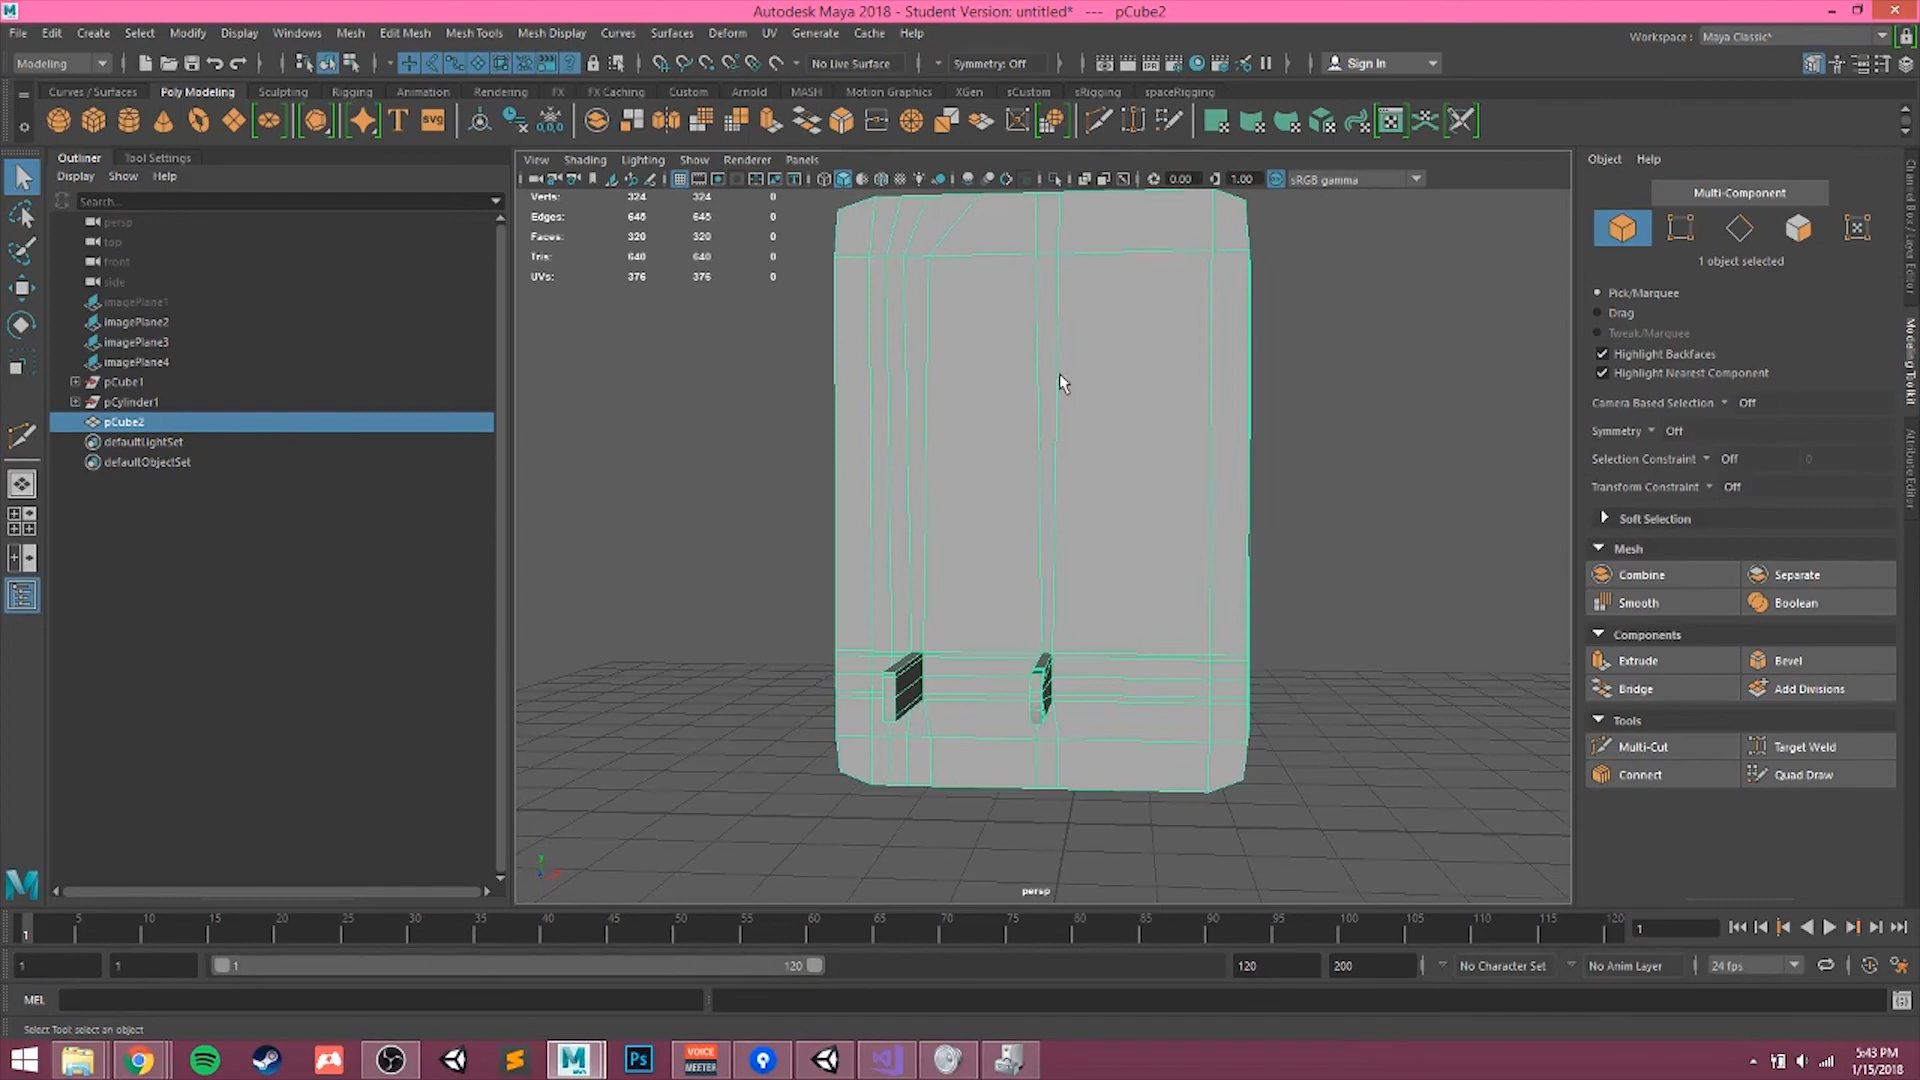 Autodesk Maya 2018 - Student Version: untitled* --- pCube2
File Edit Create Select Modify Display Windows Mesh Edit Mesh Mesh Tools Mesh Display Curves Surfaces Deform UV Generate Cache Help
Workspace : Maya Classic*
Modeling
No Live Surface
Symmetry: Off
Sign In
Curves / Surfaces Poly Modeling Sculpting Rigging Animation Rendering FX FX Caching Custom Arnold MASH Motion Graphics XGen sCustom sRigging spaceRigging
Outliner Tool Settings
Display Show Help
Search...
persp
top
front
side
imagePlane1
imagePlane2
imagePlane3
imagePlane4
pCube1
pCylinder1
pCube2
defaultLightSet
defaultObjectSet
View Shading Lighting Show Renderer Panels
0.00 1.00 sRGB gamma
Verts: 324 324 0
Edges: 645 645 0
Faces: 320 320 0
Tris: 640 640 0
UVs: 376 376 0
persp
Object Help
Multi-Component
1 object selected
Pick/Marquee
Drag
Tweak/Marquee
Highlight Backfaces
Highlight Nearest Component
Camera Based Selection Off
Symmetry Off
Selection Constraint Off 0
Transform Constraint Off
Soft Selection
Mesh
Combine Separate
Smooth Boolean
Components
Extrude Bevel
Bridge Add Divisions
Tools
Multi-Cut Target Weld
Connect Quad Draw
Channel Box / Layer Editor
Modeling Toolkit
Attribute Editor
1 5 10 15 20 25 30 35 40 45 50 55 60 65 70 75 80 85 90 95 100 105 110 115 120
1
1 1 1 120 120 200 No Character Set No Anim Layer 24 fps
MEL
Select Tool: select an object
VOICE
MEETER
Ps
5:43 PM
1/15/2018